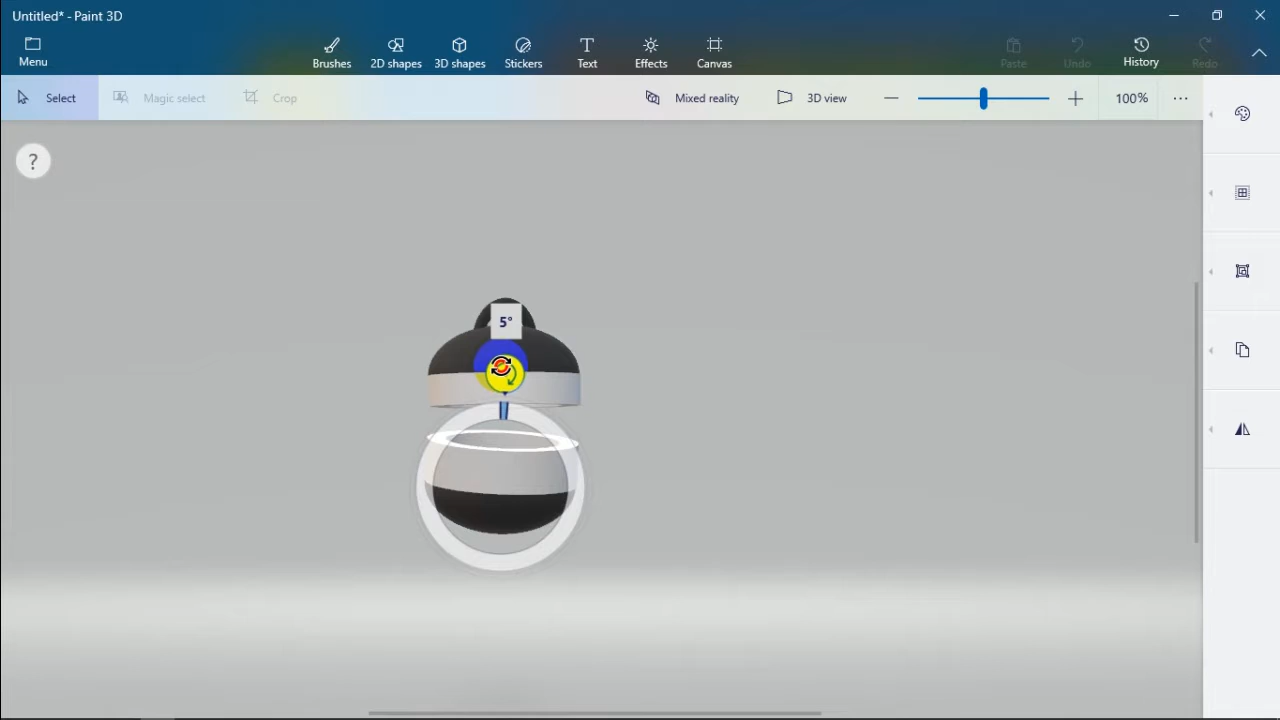 Untitled* - Paint 3D
Menu
Brushes
2D shapes
3D shapes
Stickers
Text
Effects
Canvas
Paste
Undo
History
Redo
Select
Magic select
Crop
Mixed reality
3D view
100%
?
5°